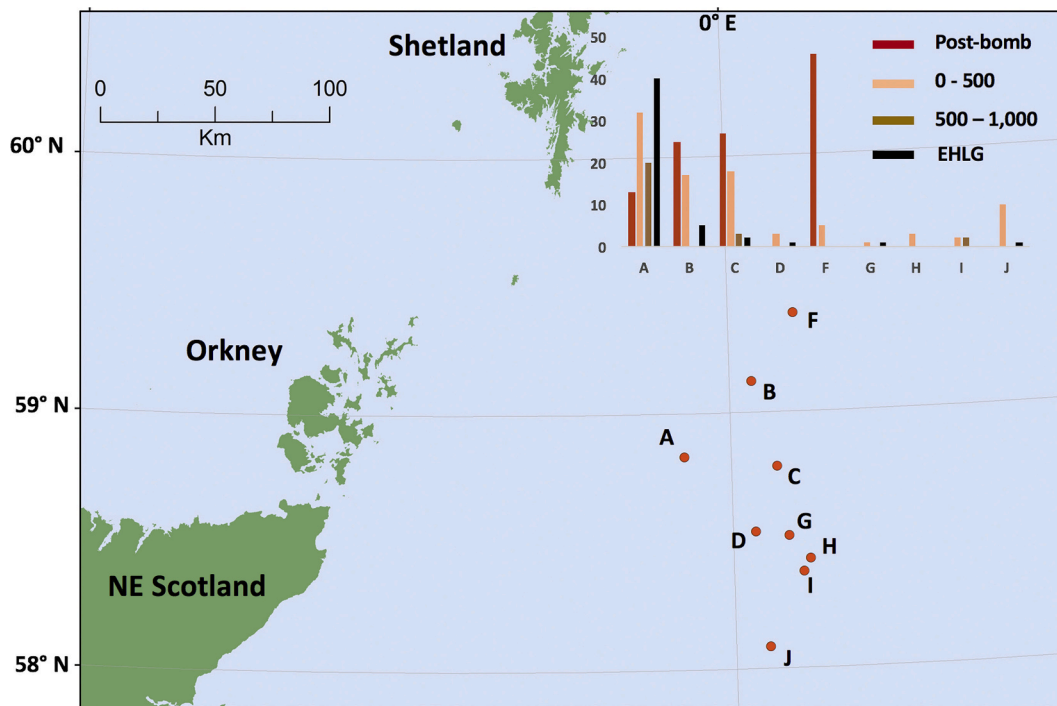 0° E
Shetland
50
Post-bomb
40
0 - 500
0 50 100
Km
30
500 – 1,000
EHLG
60° N
20
10
0
A B C D F G H I J
F
Orkney
B
59° N
A
C
G
D
H
NE Scotland
I
J
58° N